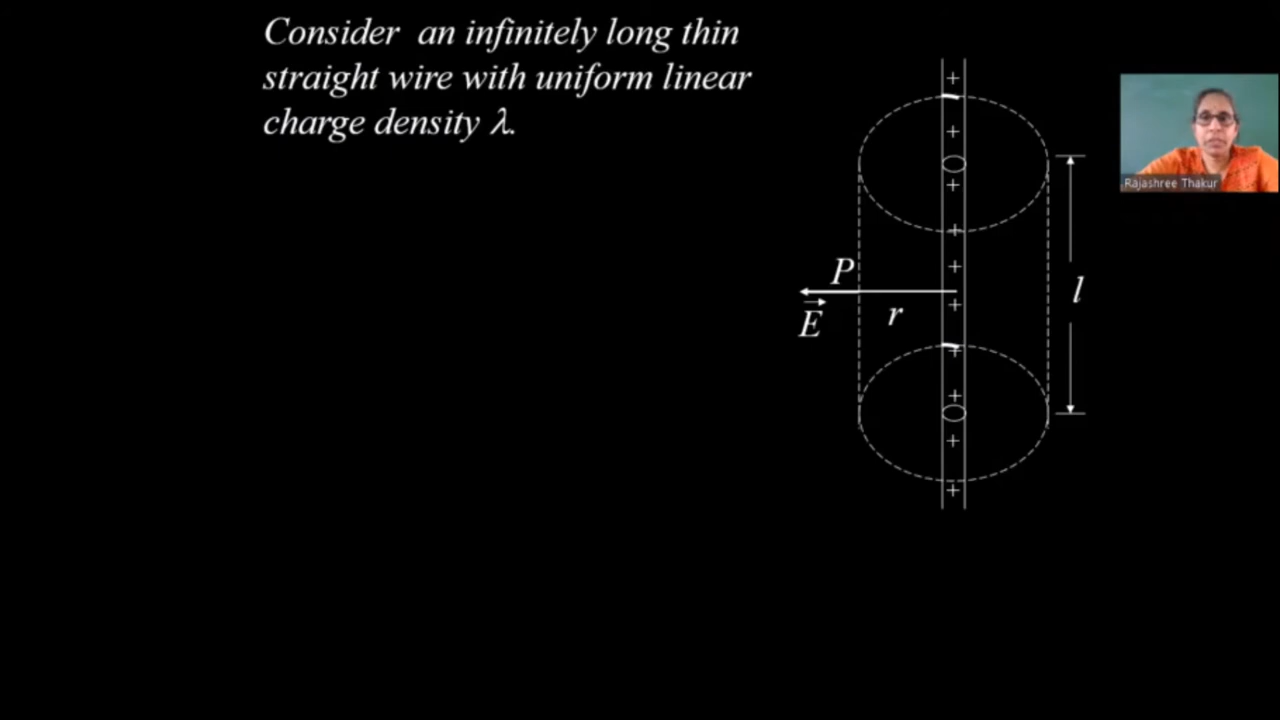 Consider an infinitely long thin
straight wire with uniform linear
charge density λ.
Rajashree Thakur
P
E
r
l